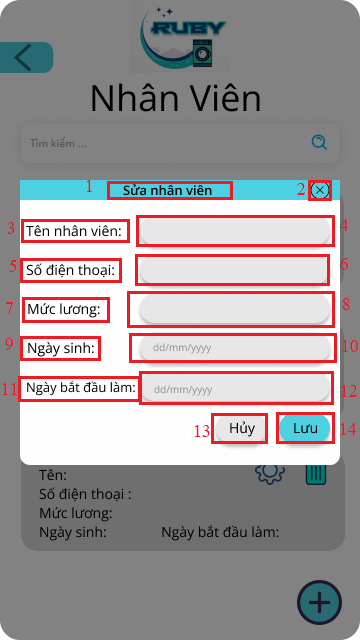 RUBY
Nhân Viên
Tìm kiếm ...
1 Sửa nhân viên 2
3 Tên nhân viên: 4
5 Số điện thoại: 6
7 Mức lương: 8
9 Ngày sinh: dd/mm/yyyy 10
11 Ngày bắt đầu làm: dd/mm/yyyy 12
13 Hủy Lưu 14
Tên:
Số điện thoại :
Mức lương:
Ngày sinh: Ngày bắt đầu làm: